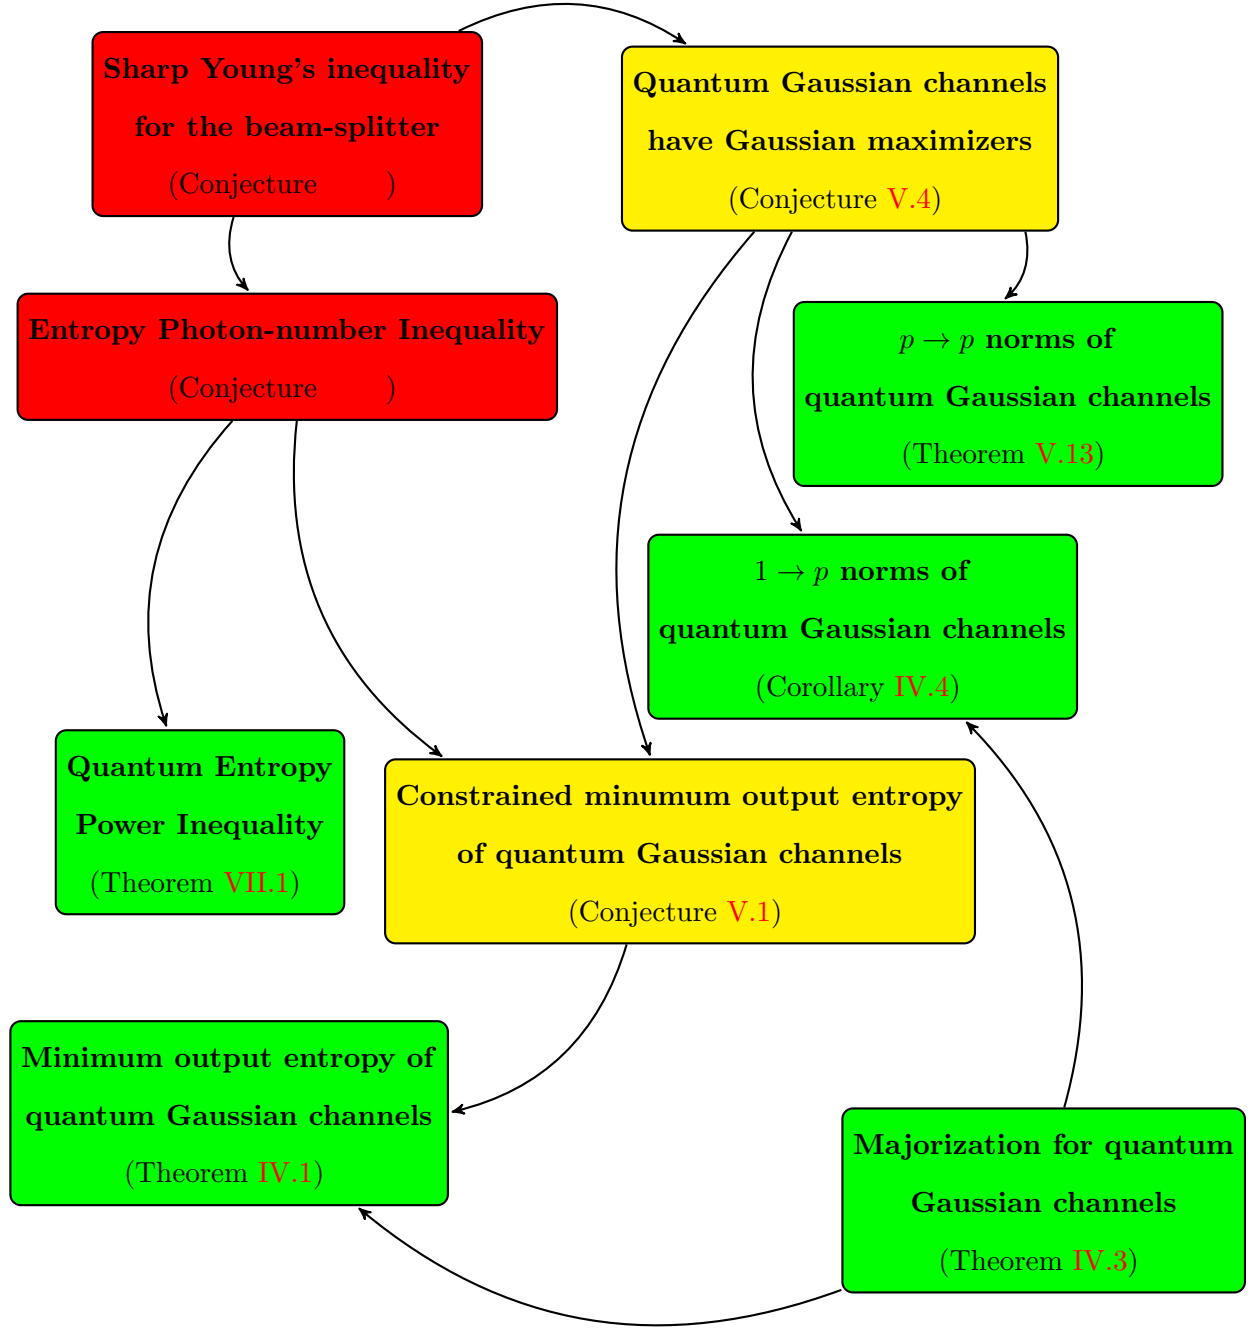 Sharp Young's inequality
for the beam-splitter
(Conjecture )
Quantum Gaussian channels
have Gaussian maximizers
(Conjecture V.4)
Entropy Photon-number Inequality
(Conjecture )
p → p norms of
quantum Gaussian channels
(Theorem V.13)
1 → p norms of
quantum Gaussian channels
(Corollary IV.4)
Quantum Entropy
Power Inequality
(Theorem VII.1)
Constrained minumum output entropy
of quantum Gaussian channels
(Conjecture V.1)
Minimum output entropy of
quantum Gaussian channels
(Theorem IV.1)
Majorization for quantum
Gaussian channels
(Theorem IV.3)